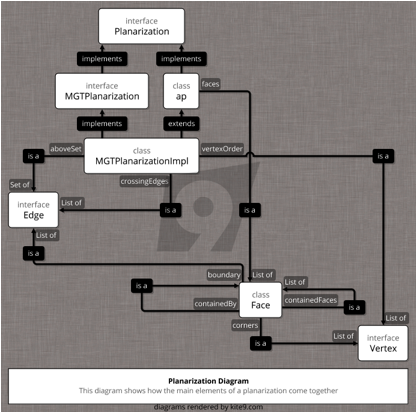 interface
Planarization
implements
implements
interface
MGTPlanarization
class
ap
faces
implements
extends
is a
aboveSet
class
MGTPlanarizationImpl
vertexOrder
is a
crossingEdges
Set of
interface
Edge
List of
is a
is a
List of
is a
boundary
List of
is a
class
Face
List of
containedBy
containedFaces
is a
corners
is a
List of
List of
interface
Vertex
Planarization Diagram
This diagram shows how the main elements of a planarization come together
diagrams rendered by kite9.com
9